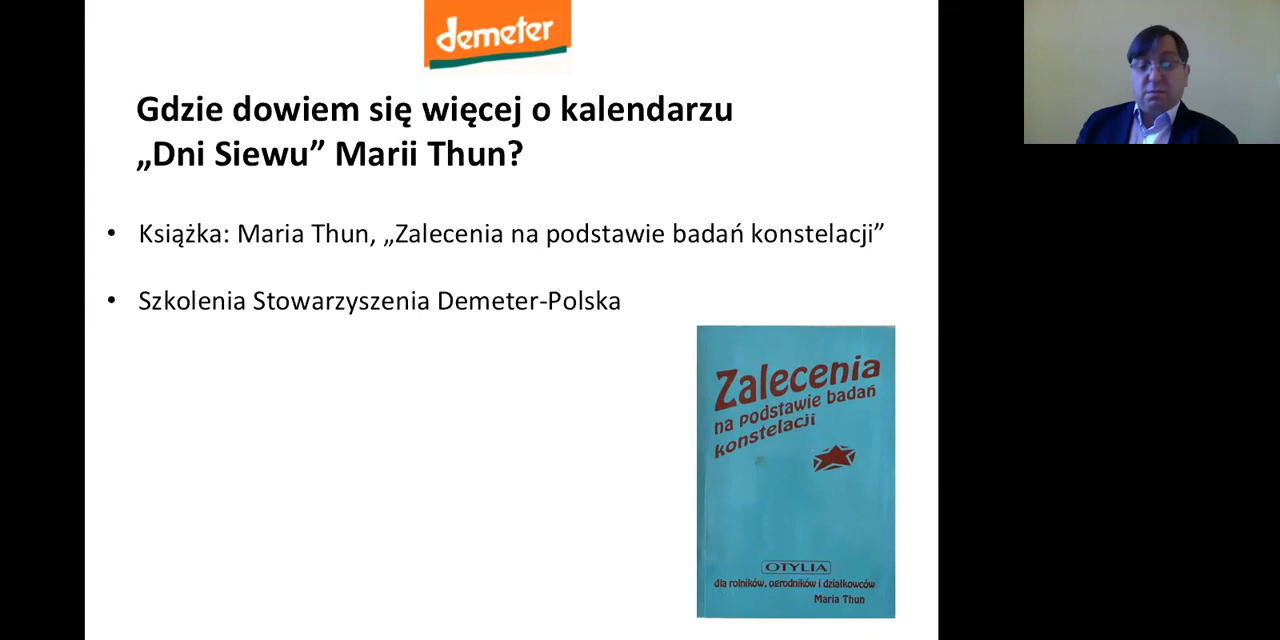 demeter
Gdzie dowiem się więcej o kalendarzu
„Dni Siewu” Marii Thun?
• Książka: Maria Thun, „Zalecenia na podstawie badań konstelacji”
• Szkolenia Stowarzyszenia Demeter-Polska
Zalecenia
na podstawie badań
konstelacji
OTYLIA
dla rolników, ogrodników i działkowców
Maria Thun